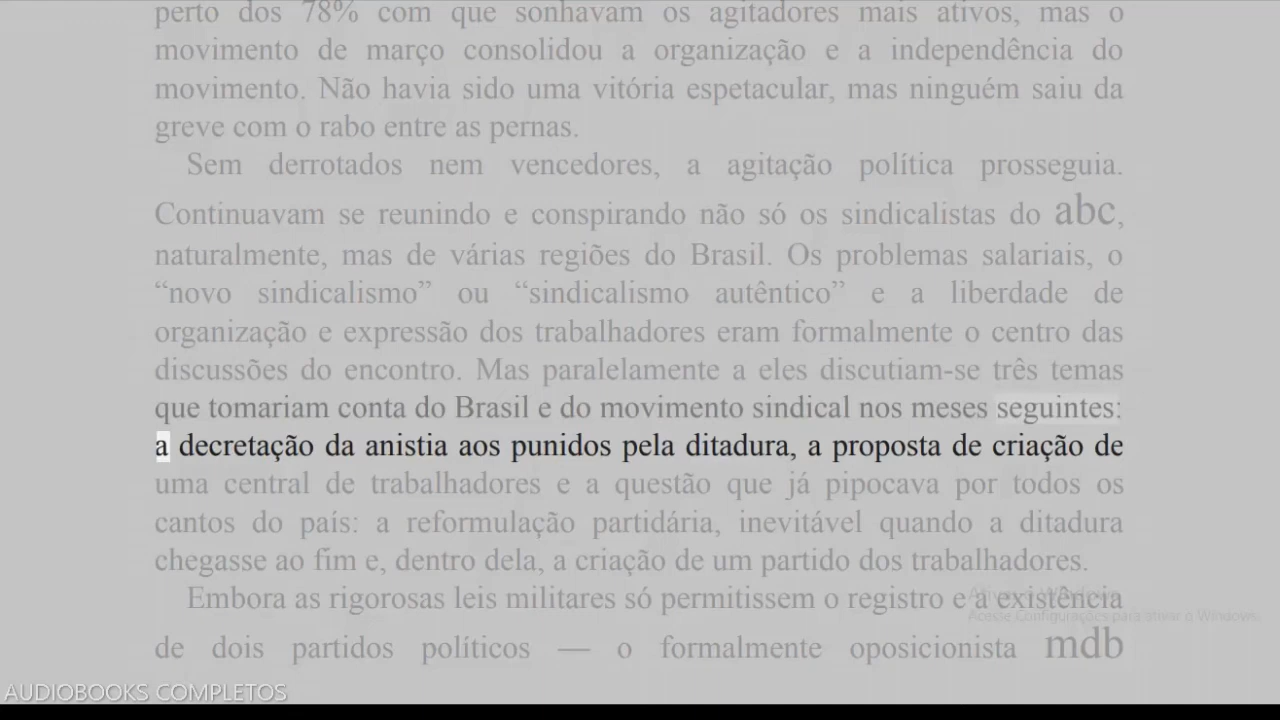 perto dos 78% com que sonhavam os agitadores mais ativos, mas o
movimento de março consolidou a organização e a independência do
movimento. Não havia sido uma vitória espetacular, mas ninguém saiu da
greve com o rabo entre as pernas.
Sem derrotados nem vencedores, a agitação política prosseguia.
Continuavam se reunindo e conspirando não só os sindicalistas do abc,
naturalmente, mas de várias regiões do Brasil. Os problemas salariais, o
“novo sindicalismo” ou “sindicalismo autêntico” e a liberdade de
organização e expressão dos trabalhadores eram formalmente o centro das
discussões do encontro. Mas paralelamente a eles discutiam-se três temas
que tomariam conta do Brasil e do movimento sindical nos meses seguintes:
a decretação da anistia aos punidos pela ditadura, a proposta de criação de
uma central de trabalhadores e a questão que já pipocava por todos os
cantos do país: a reformulação partidária, inevitável quando a ditadura
chegasse ao fim e, dentro dela, a criação de um partido dos trabalhadores.
Embora as rigorosas leis militares só permitissem o registro e a existência
de dois partidos políticos — o formalmente oposicionista mdb
Ativar o Windows
Acesse Configurações para ativar o Windows.
AUDIOBOOKS COMPLETOS